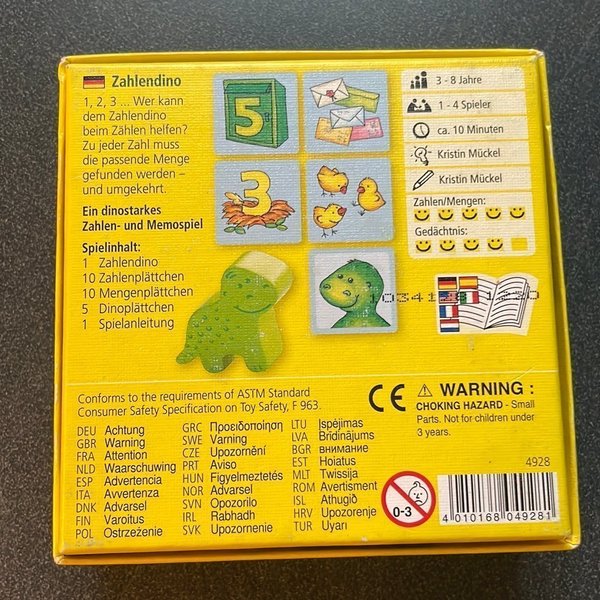 Zahlendino
1, 2, 3 ... Wer kann
dem Zahlendino
beim Zählen helfen?
Zu jeder Zahl muss
die passende Menge
gefunden werden –
und umgekehrt.
Ein dinostarkes
Zahlen- und Memospiel
Spielinhalt:
1 Zahlendino
10 Zahlenplättchen
10 Mengenplättchen
5 Dinoplättchen
1 Spielanleitung
5
3
3 - 8 Jahre
1 - 4 Spieler
ca. 10 Minuten
Kristin Mückel
Kristin Mückel
Zahlen/Mengen:
Gedächtnis:
Conforms to the requirements of ASTM Standard
Consumer Safety Specification on Toy Safety, F 963.
DEU Achtung
GBR Warning
FRA Attention
NLD Waarschuwing
ESP Advertencia
ITA Avvertenza
DNK Advarsel
FIN Varoitus
POL Ostrzeżenie
GRC Προειδοποίηση
SWE Varning
CZE Upozornění
PRT Aviso
HUN Figyelmeztetés
NOR Advarsel
SVN Opozorilo
IRL Rabhadh
SVK Upozornenie
LTU Įspėjimas
LVA Brīdinājums
BGR внимание
EST Hoiatus
MLT Twissija
ROM Avertisment
ISL Athugið
HRV Upozorenje
TUR Uyarı
CE
WARNING :
CHOKING HAZARD - Small
Parts. Not for children under
3 years.
4928
0-3
4 010168 049281